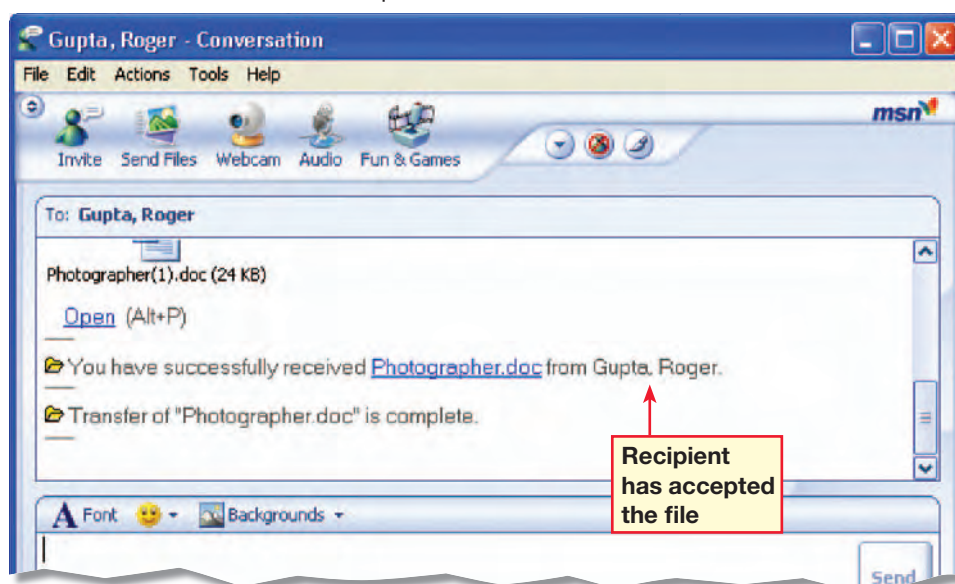 Gupta, Roger - Conversation
File Edit Actions Tools Help
msn
Invite Send Files Webcam Audio Fun & Games
To: Gupta, Roger
Photographer(1).doc (24 KB)
Open (Alt+P)
You have successfully received Photographer.doc from Gupta, Roger.
Transfer of "Photographer.doc" is complete.
Recipient
has accepted
the file
A Font Backgrounds
Send